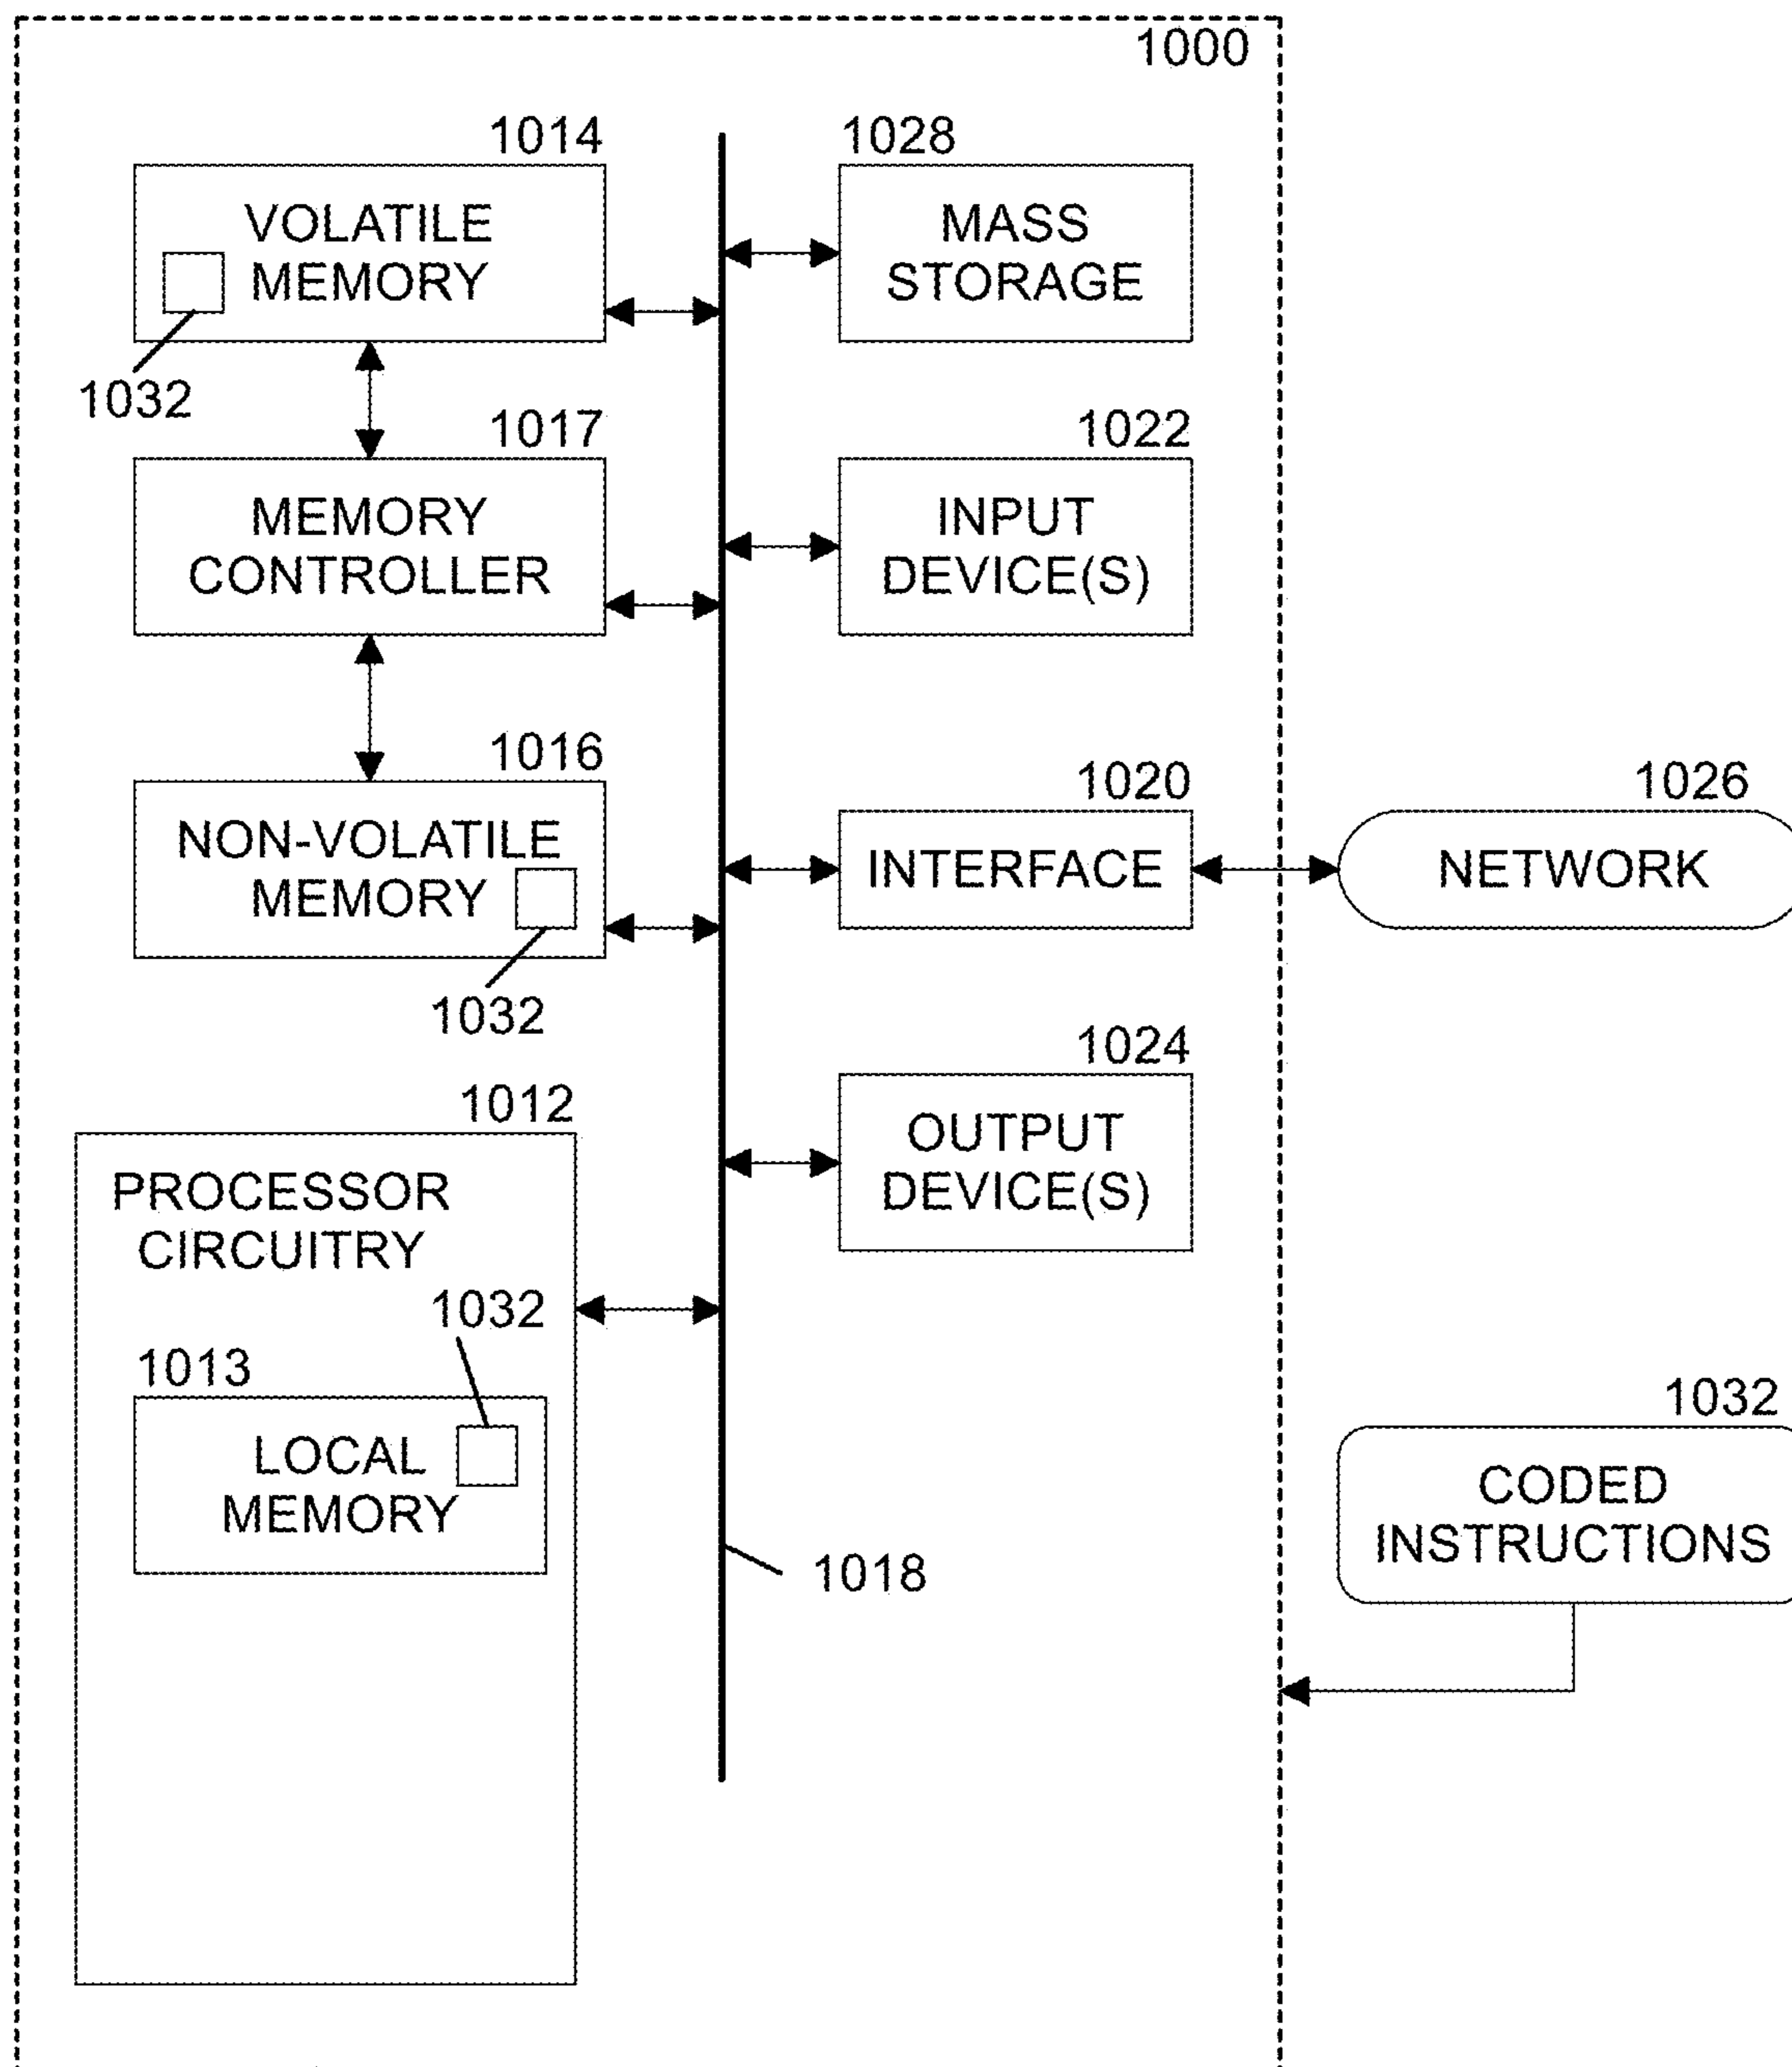 1000
1014
VOLATILE
MEMORY
1032
1017
MEMORY
CONTROLLER
1016
NON-VOLATILE
MEMORY
1032
1012
PROCESSOR
CIRCUITRY
1032
1013
LOCAL
MEMORY
1018
1028
MASS
STORAGE
1022
INPUT
DEVICE(S)
1020
INTERFACE
1024
OUTPUT
DEVICE(S)
1026
NETWORK
1032
CODED
INSTRUCTIONS